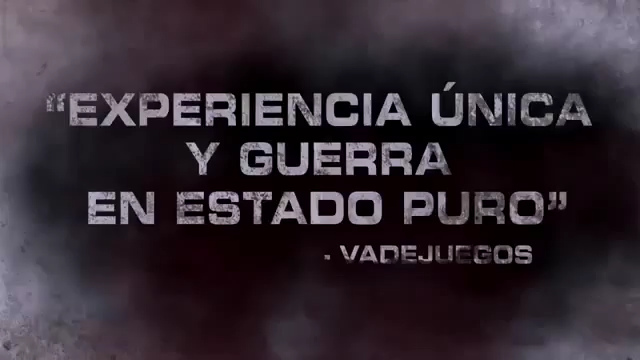 “EXPERIENCIA ÚNICA
Y GUERRA
EN ESTADO PURO”
- VADEJUEGOS